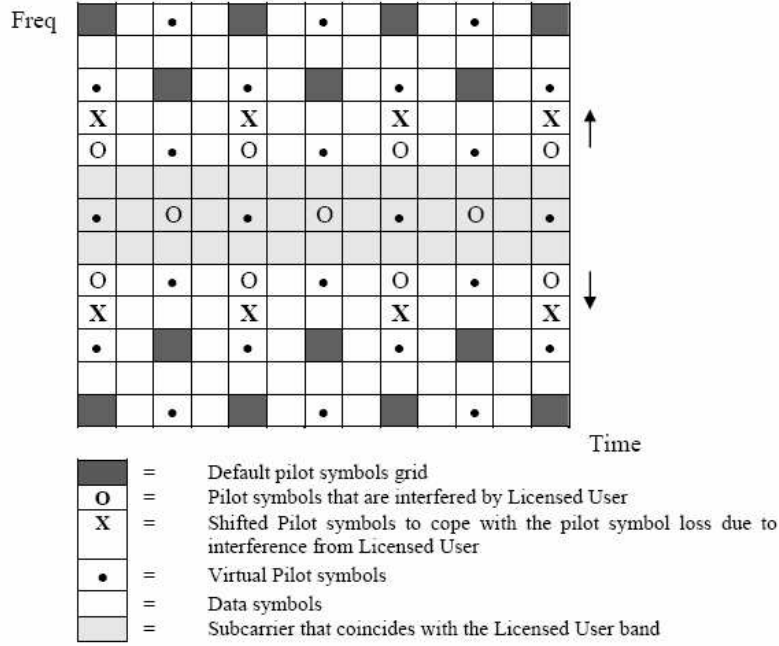 Freq
X X X X
O O O O
O O O
O O O O
X X X X
Time
= Default pilot symbols grid
O = Pilot symbols that are interfered by Licensed User
X = Shifted Pilot symbols to cope with the pilot symbol loss due to
interference from Licensed User
• = Virtual Pilot symbols
= Data symbols
= Subcarrier that coincides with the Licensed User band